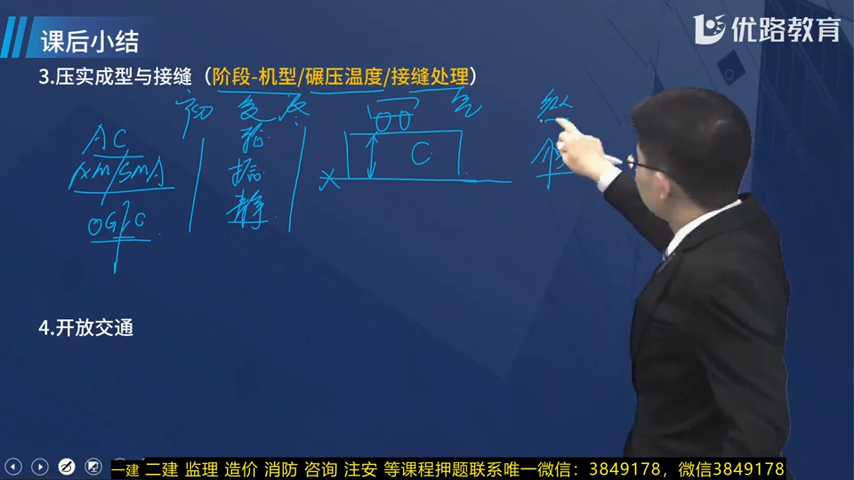 课后小结
优路教育
3.压实成型与接缝（阶段-机型/碾压温度/接缝处理）
初 复 终
AC
SMA
OG/C
轮
振
静
C
纵
4.开放交通
一建 二建 监理 造价 消防 咨询 注安 等课程押题联系唯一微信：3849178，微信3849178